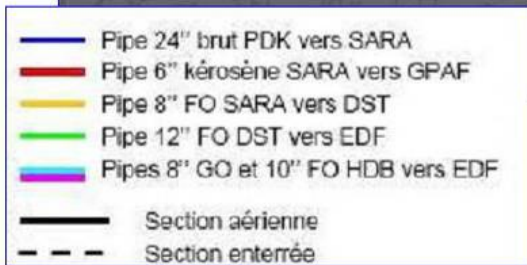 Pipe 24" brut PDK vers SARA
Pipe 6" kérosène SARA vers GPAF
Pipe 8" FO SARA vers DST
Pipe 12" FO DST vers EDF
Pipes 8" GO et 10" FO HDB vers EDF
Section aérienne
Section enterrée